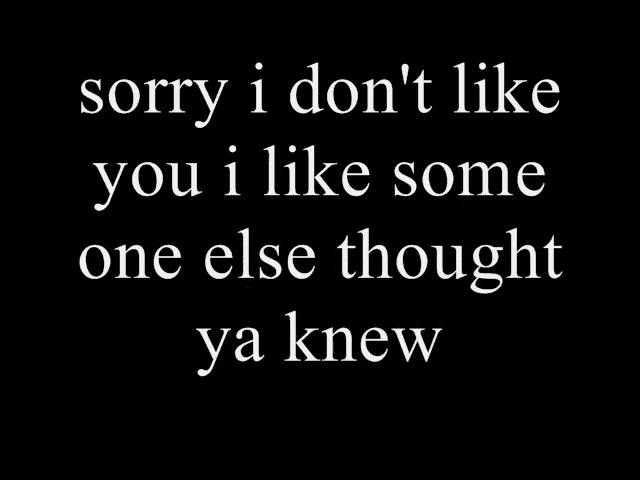 sorry i don't like
you i like some
one else thought
ya knew